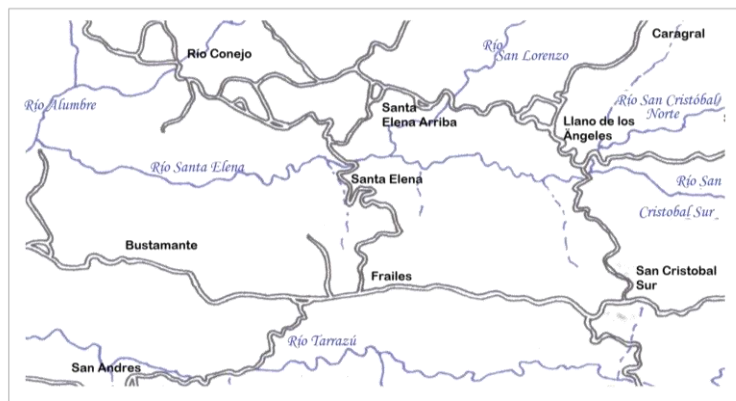 Caragral
Río Conejo
Río
San Lorenzo
Río Alumbre
Santa
Elena Arriba
Río San Cristóbal
Norte
Llano de los
Ängeles
Río Santa Elena
Santa Elena
Río San
Cristobal Sur
Bustamante
Frailes
San Cristobal
Sur
Río Tarrazú
San Andres